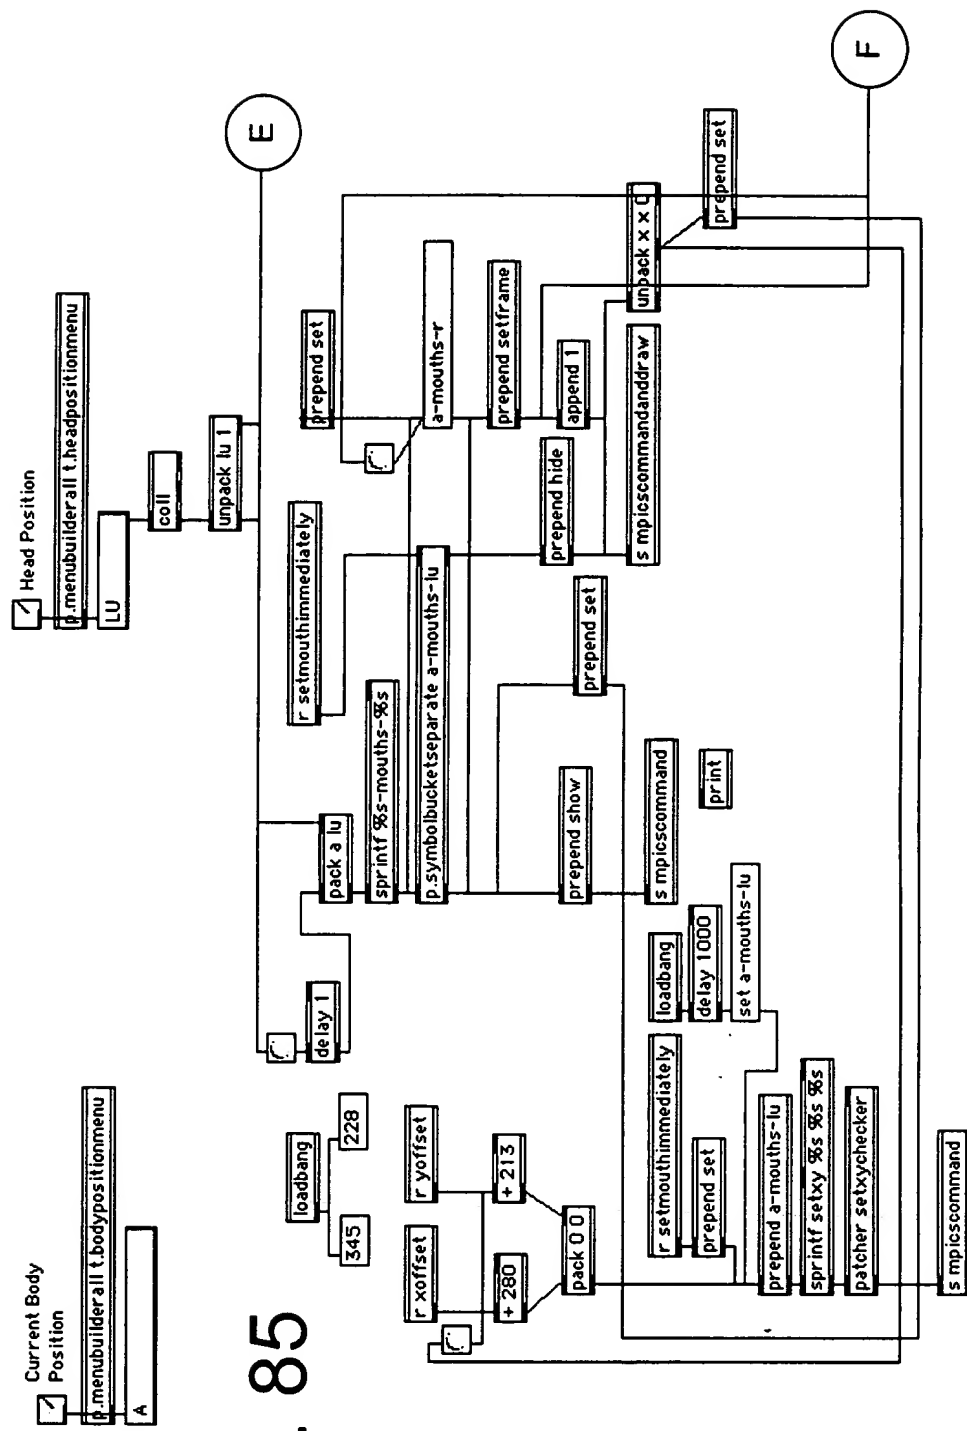 Current Body
Position
p.menubuilderall t.bodypositionmenu
A
Head Position
p.menubuilderall t.headpositionmenu
LU
coll
unpack lu 1
E
. 85
loadbang
345
228
delay 1
pack a lu
sprintf %s-mouths-%s
p.symbolbucketseparate a-mouths-lu
r setmouthimmediately
prepend set
a-mouths-r
prepend setframe
append 1
prepend hide
s mpicscommandanddraw
unpack x x 0
prepend set
F
prepend set
prepend show
s mpicscommand
print
r xoffset
r yoffset
+ 280
+ 213
pack 0 0
r setmouthimmediately
prepend set
loadbang
delay 1000
set a-mouths-lu
prepend a-mouths-lu
sprintf setxy %s %s %s
patcher setxychecker
s mpicscommand